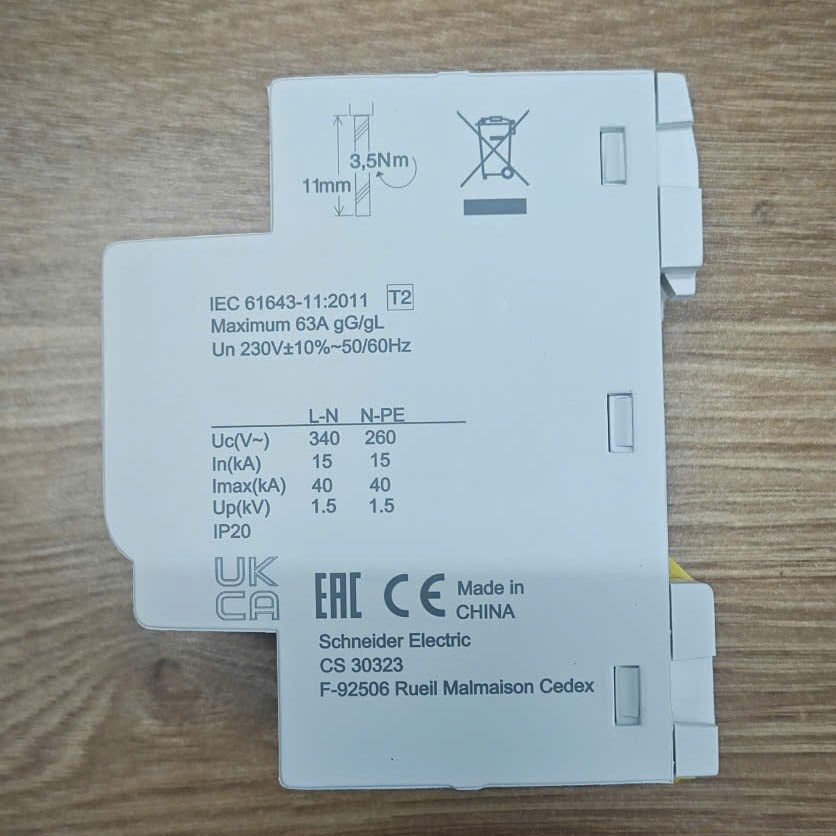 3,5Nm
11mm
IEC 61643-11:2011 T2
Maximum 63A gG/gL
Un 230V±10%~50/60Hz
L-N N-PE
Uc(V~) 340 260
In(kA) 15 15
Imax(kA) 40 40
Up(kV) 1.5 1.5
IP20
UK
CA
EAC CE Made in
CHINA
Schneider Electric
CS 30323
F-92506 Rueil Malmaison Cedex